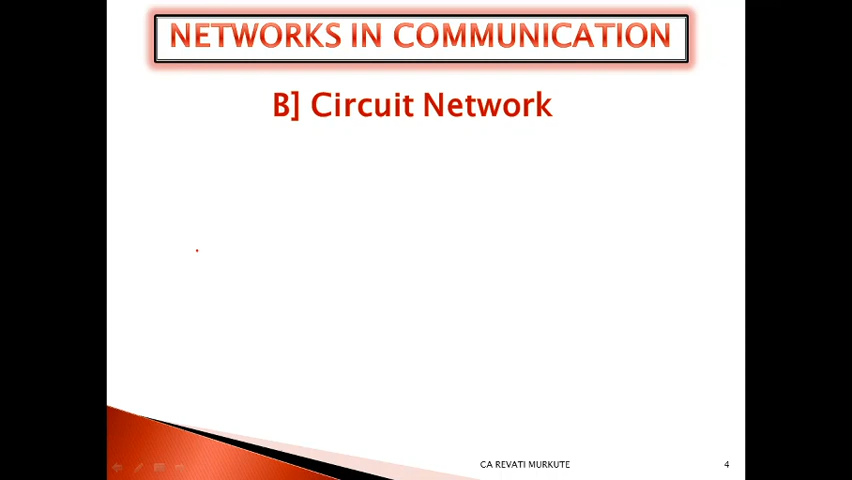 NETWORKS IN COMMUNICATION
B] Circuit Network
CA REVATI MURKUTE
4